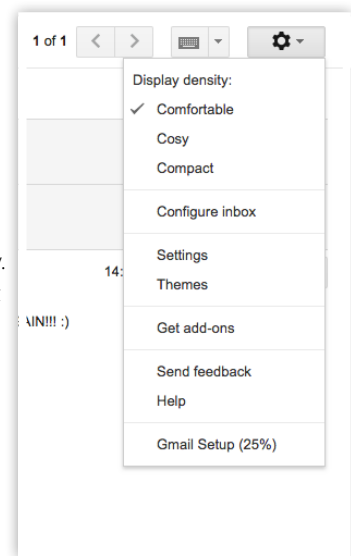 1 of 1
Display density:
Comfortable
Cosy
Compact
Configure inbox
Settings
14:
Themes
AIN!!! :)
Get add-ons
Send feedback
Help
Gmail Setup (25%)